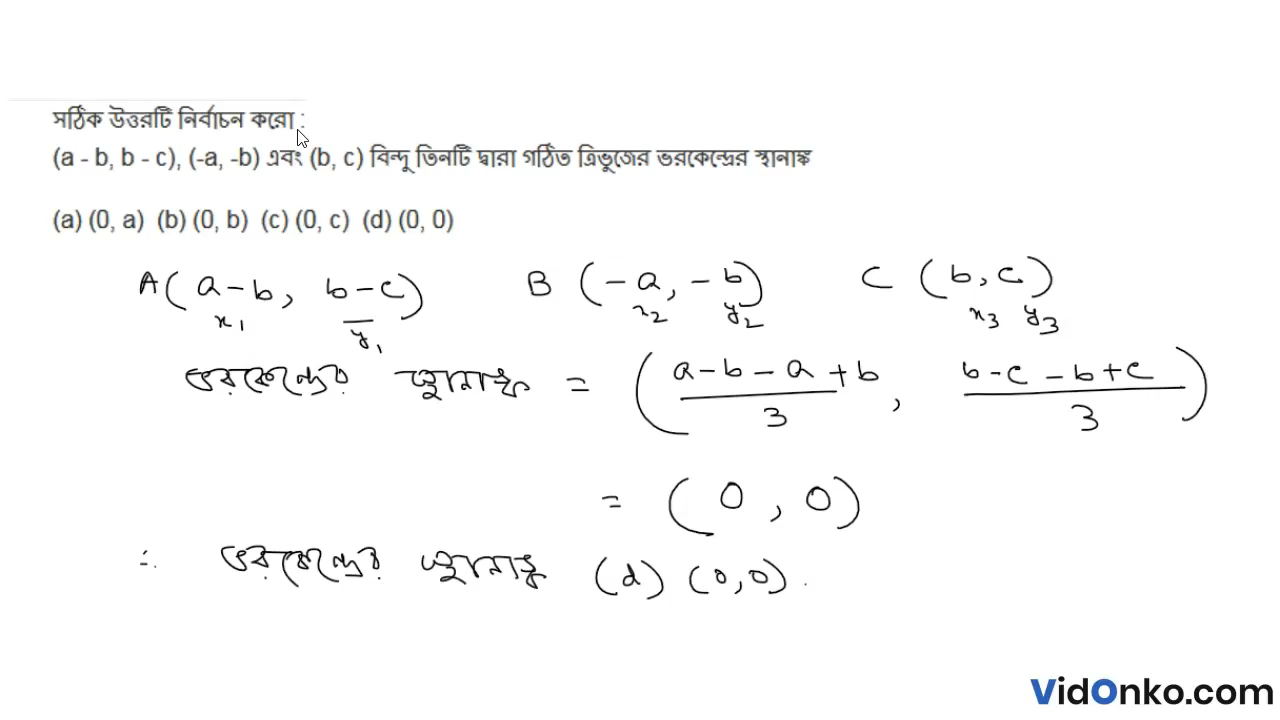 সঠিক উত্তরটি নির্বাচন করো :
(a - b, b - c), (-a, -b) এবং (b, c) বিন্দু তিনটি দ্বারা গঠিত ত্রিভুজের ভরকেন্দ্রের স্থানাঙ্ক
(a) (0, a) (b) (0, b) (c) (0, c) (d) (0, 0)
A (a-b, b-c) B (-a, -b) C (b, c)
x₁ y₁ x₂ y₂ x₃ y₃
ভরকেন্দ্রের স্থানাঙ্ক = ( (a-b-a+b)/3 , (b-c-b+c)/3 )
= (0, 0)
∴ ভরকেন্দ্রের স্থানাঙ্ক (d) (0,0).
VidOnko.com